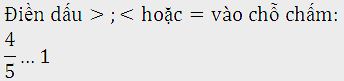 Điền dấu > ; < hoặc = vào chỗ chấm:
4/5 ... 1